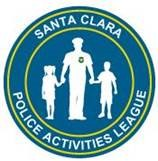 SANTA CLARA
POLICE ACTIVITIES LEAGUE